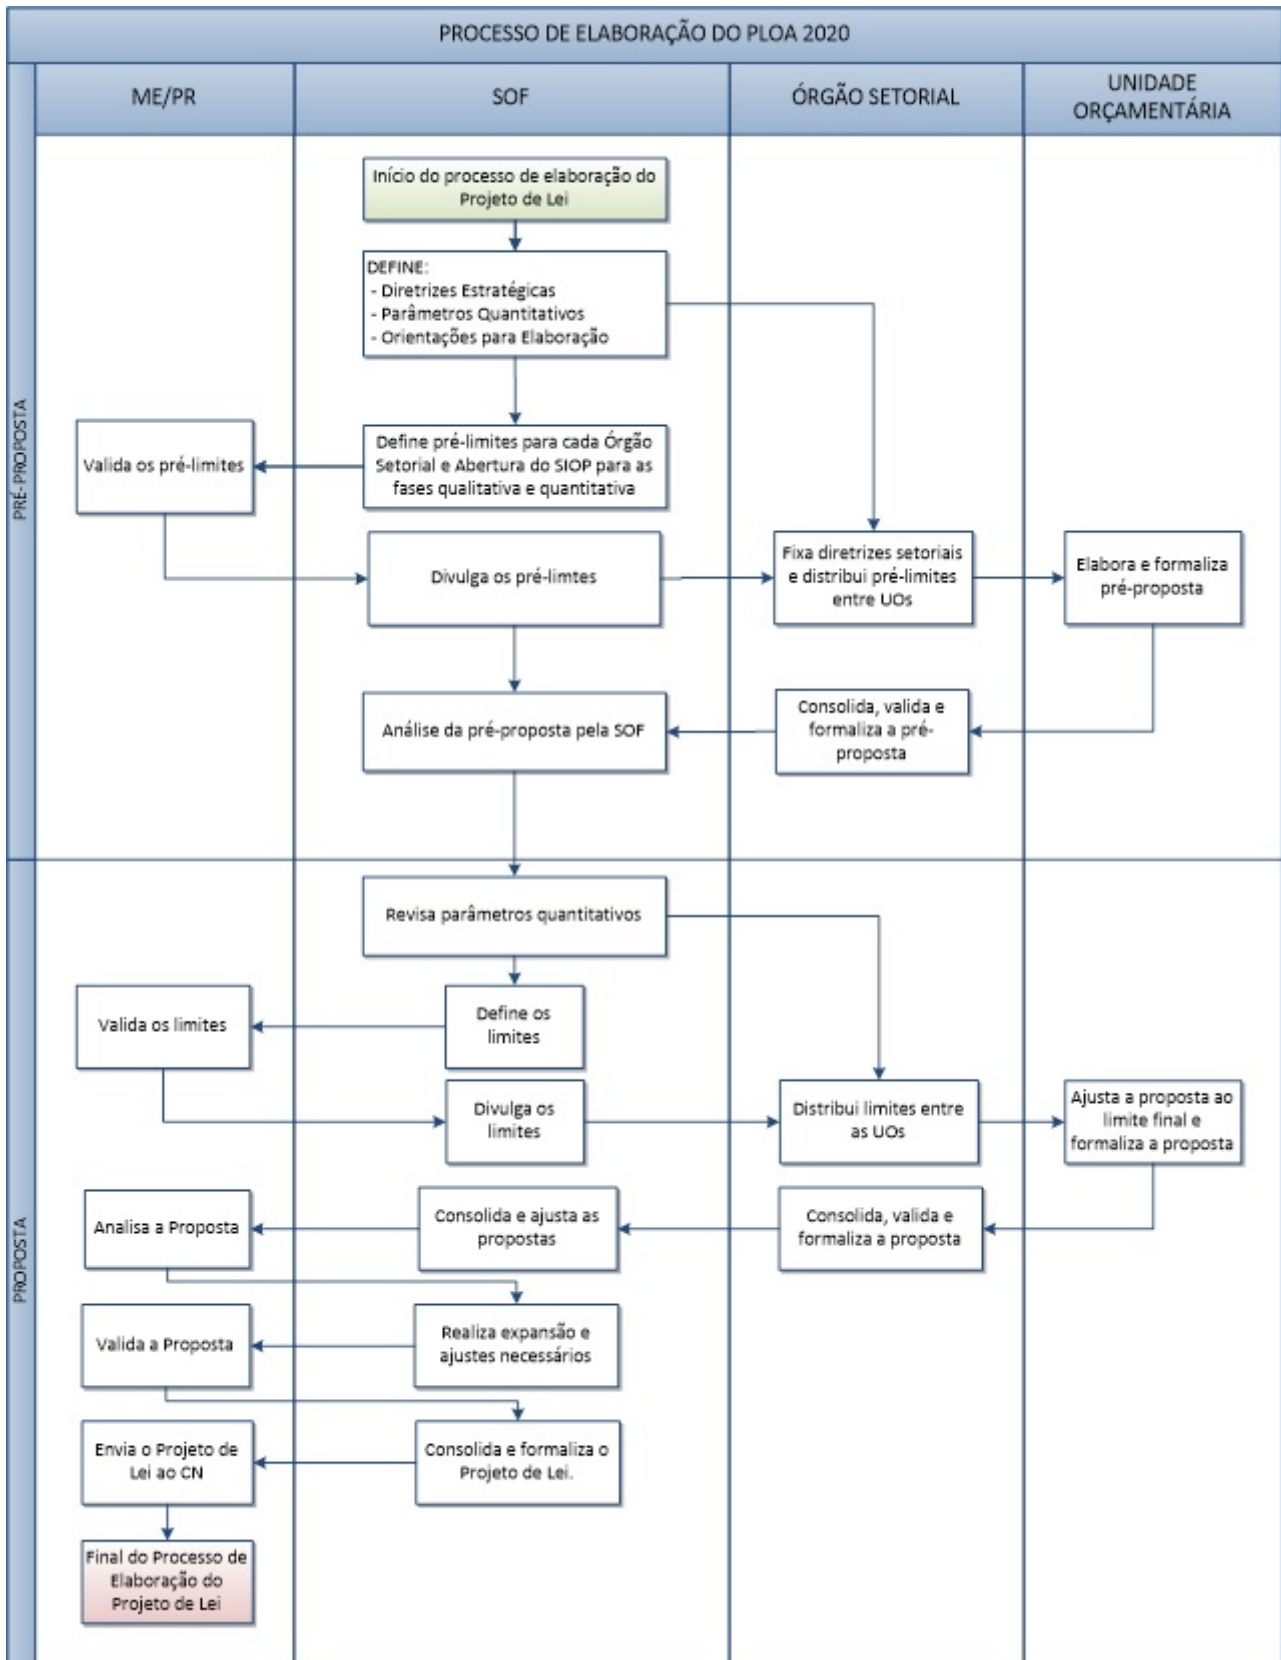 PROCESSO DE ELABORAÇÃO DO PLOA 2020
ME/PR
SOF
ÓRGÃO SETORIAL
UNIDADE
ORÇAMENTÁRIA
PRÉ-PROPOSTA
Início do processo de elaboração do
Projeto de Lei
DEFINE:
- Diretrizes Estratégicas
- Parâmetros Quantitativos
- Orientações para Elaboração
Valida os pré-limites
Define pré-limites para cada Órgão
Setorial e Abertura do SIOP para as
fases qualitativa e quantitativa
Divulga os pré-limtes
Fixa diretrizes setoriais
e distribui pré-limites
entre UOs
Elabora e formaliza
pré-proposta
Análise da pré-proposta pela SOF
Consolida, valida e
formaliza a pré-
proposta
PROPOSTA
Revisa parâmetros quantitativos
Valida os limites
Define os
limites
Divulga os
limites
Distribui limites entre
as UOs
Ajusta a proposta ao
limite final e
formaliza a proposta
Analisa a Proposta
Consolida e ajusta as
propostas
Consolida, valida e
formaliza a proposta
Valida a Proposta
Realiza expansão e
ajustes necessários
Envia o Projeto de
Lei ao CN
Consolida e formaliza o
Projeto de Lei.
Final do Processo de
Elaboração do
Projeto de Lei